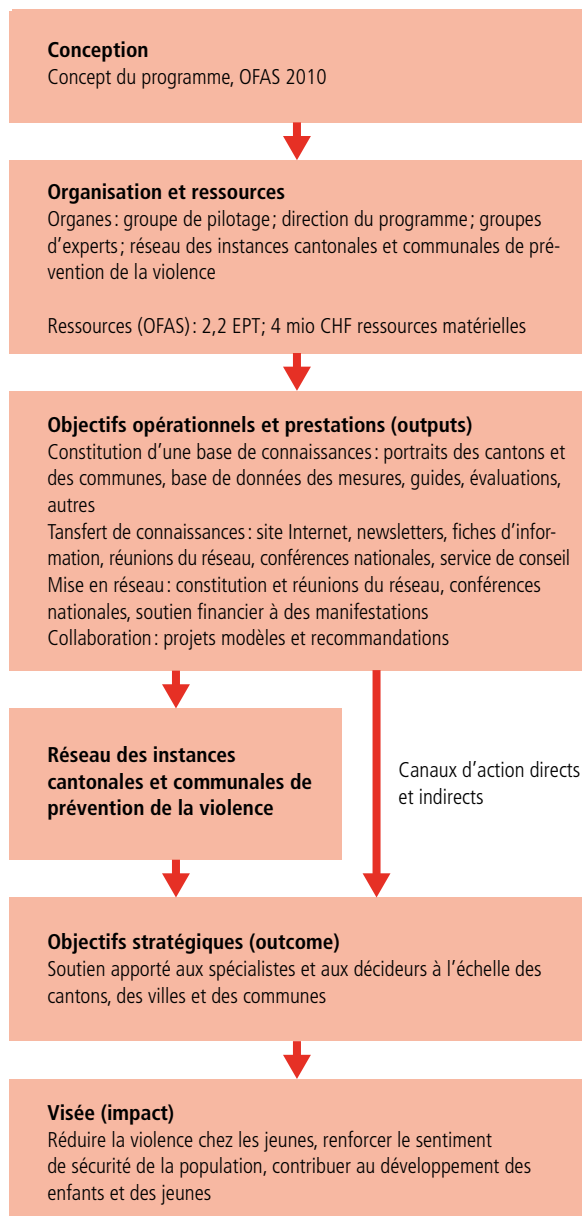 Conception
Concept du programme, OFAS 2010
Organisation et ressources
Organes : groupe de pilotage ; direction du programme ; groupes
d'experts ; réseau des instances cantonales et communales de pré-
vention de la violence
Ressources (OFAS) : 2,2 EPT; 4 mio CHF ressources matérielles
Objectifs opérationnels et prestations (outputs)
Constitution d'une base de connaissances : portraits des cantons et
des communes, base de données des mesures, guides, évaluations,
autres
Tansfert de connaissances : site Internet, newsletters, fiches d'infor-
mation, réunions du réseau, conférences nationales, service de conseil
Mise en réseau : constitution et réunions du réseau, conférences
nationales, soutien financier à des manifestations
Collaboration : projets modèles et recommandations
Réseau des instances
cantonales et communales de
prévention de la violence
Canaux d'action directs
et indirects
Objectifs stratégiques (outcome)
Soutien apporté aux spécialistes et aux décideurs à l'échelle des
cantons, des villes et des communes
Visée (impact)
Réduire la violence chez les jeunes, renforcer le sentiment
de sécurité de la population, contribuer au développement des
enfants et des jeunes